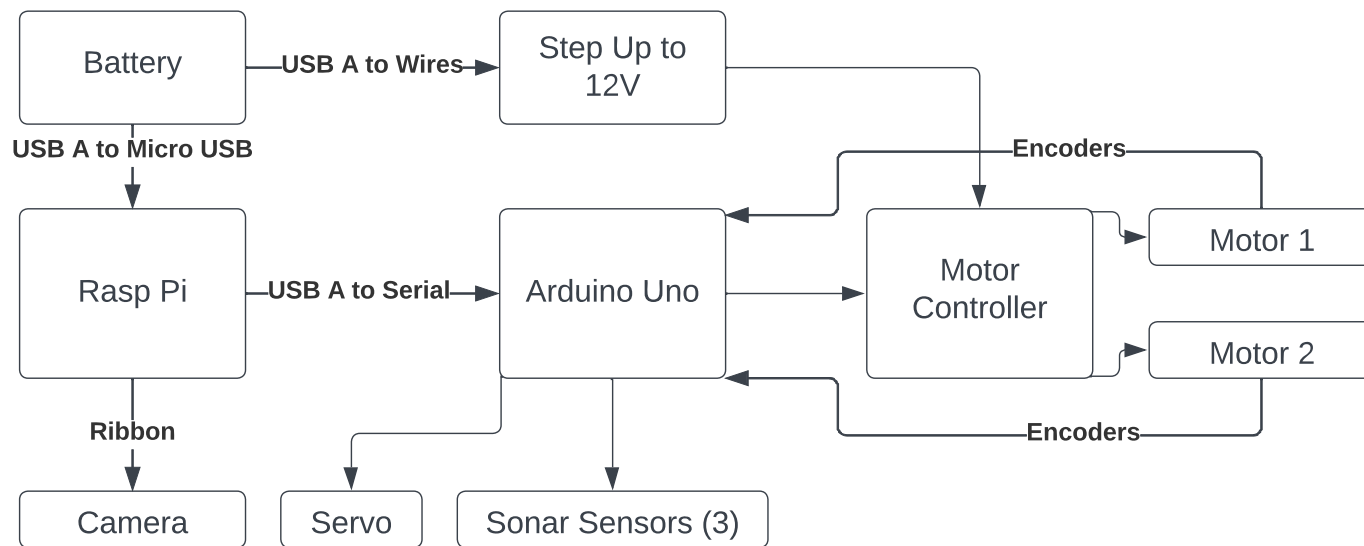 Battery
USB A to Wires
Step Up to
12V
USB A to Micro USB
Encoders
Rasp Pi
USB A to Serial
Arduino Uno
Motor
Controller
Motor 1
Motor 2
Ribbon
Encoders
Camera
Servo
Sonar Sensors (3)